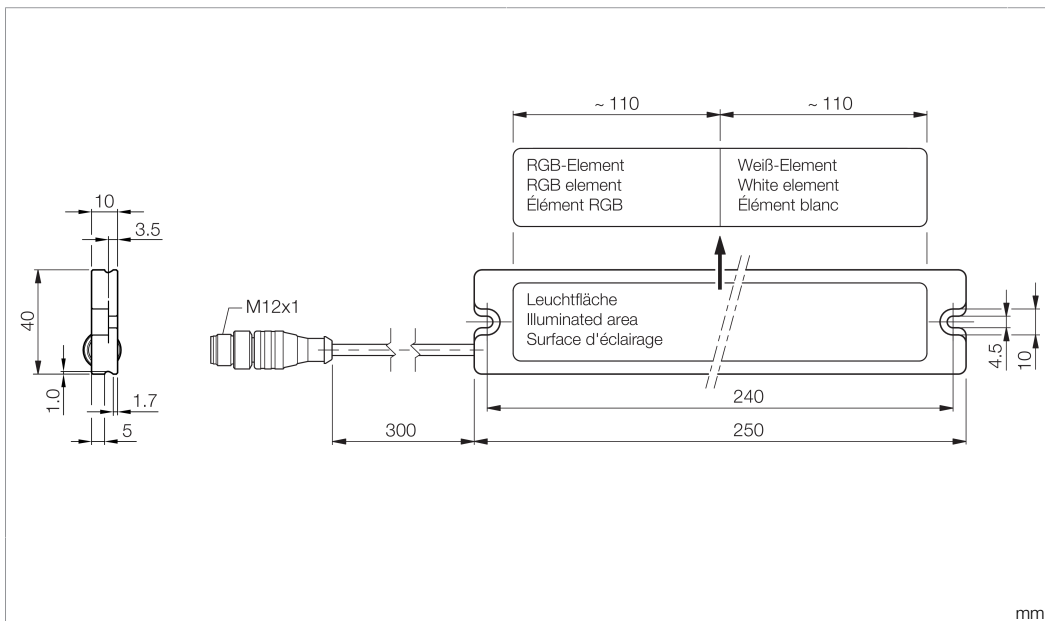 ~ 110
~ 110
RGB-Element
RGB element
Élément RGB
Weiß-Element
White element
Élément blanc
10
3.5
40
M12x1
Leuchtfläche
Illuminated area
Surface d'éclairage
4.5
10
1.0
1.7
5
300
240
250
mm